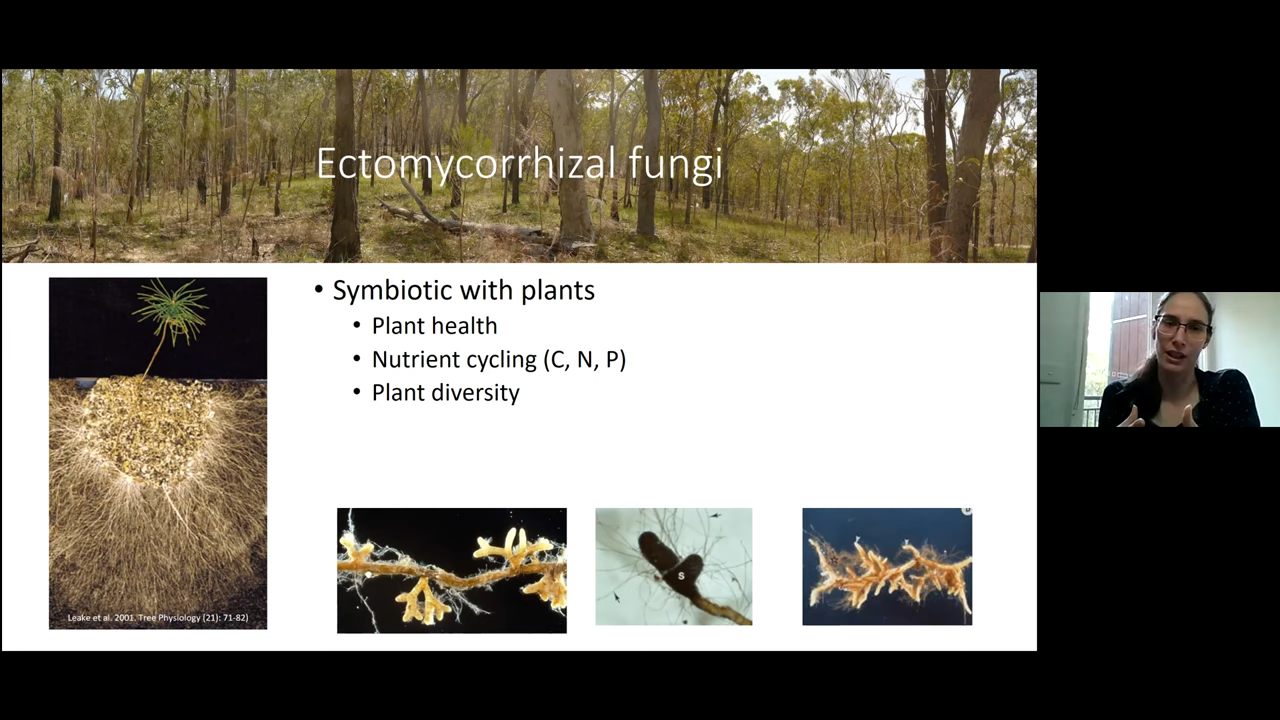 Ectomycorrhizal fungi
• Symbiotic with plants
• Plant health
• Nutrient cycling (C, N, P)
• Plant diversity
Leake et al. 2001. Tree Physiology (21): 71-82)
S